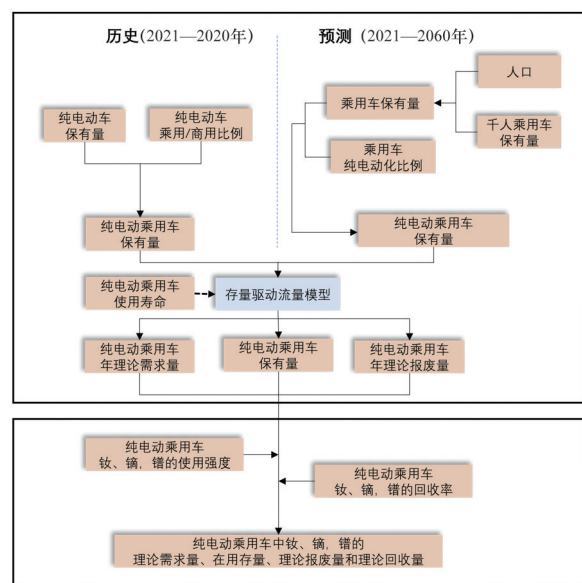 历史(2021—2020年)
预测 (2021—2060年)
人口
乘用车保有量
千人乘用车
保有量
纯电动车
保有量
纯电动车
乘用/商用比例
乘用车
纯电动化比例
纯电动乘用车
保有量
纯电动乘用车
保有量
纯电动乘用车
使用寿命
存量驱动流量模型
纯电动乘用车
年理论需求量
纯电动乘用车
保有量
纯电动乘用车
年理论报废量
纯电动乘用车
钕、镝，镨的使用强度
纯电动乘用车
钕、镝，镨的回收率
纯电动乘用车中钕、镝，镨的
理论需求量、在用存量、理论报废量和理论回收量